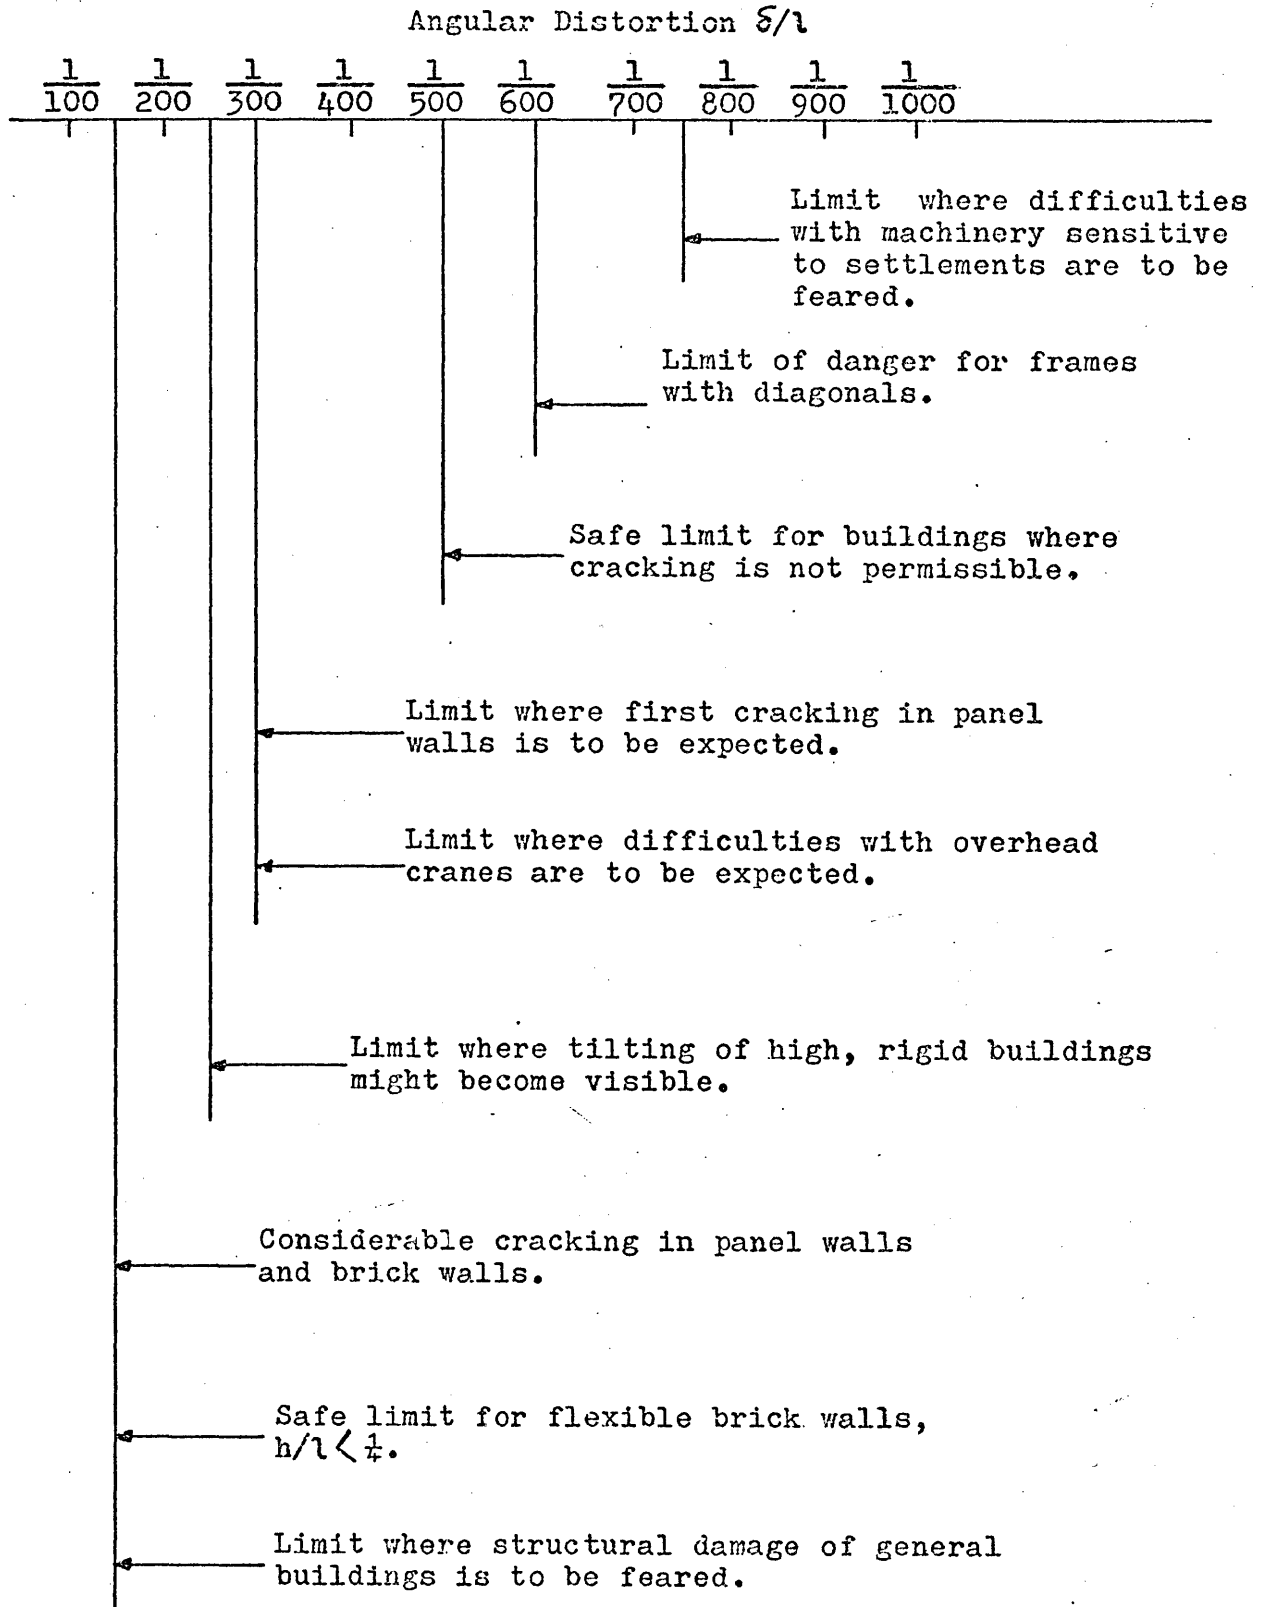 Angular Distortion δ/l
1/100 1/200 1/300 1/400 1/500 1/600 1/700 1/800 1/900 1/1000
Limit where difficulties
with machinery sensitive
to settlements are to be
feared.
Limit of danger for frames
with diagonals.
Safe limit for buildings where
cracking is not permissible.
Limit where first cracking in panel
walls is to be expected.
Limit where difficulties with overhead
cranes are to be expected.
Limit where tilting of high, rigid buildings
might become visible.
Considerable cracking in panel walls
and brick walls.
Safe limit for flexible brick walls,
h/l < ¼.
Limit where structural damage of general
buildings is to be feared.